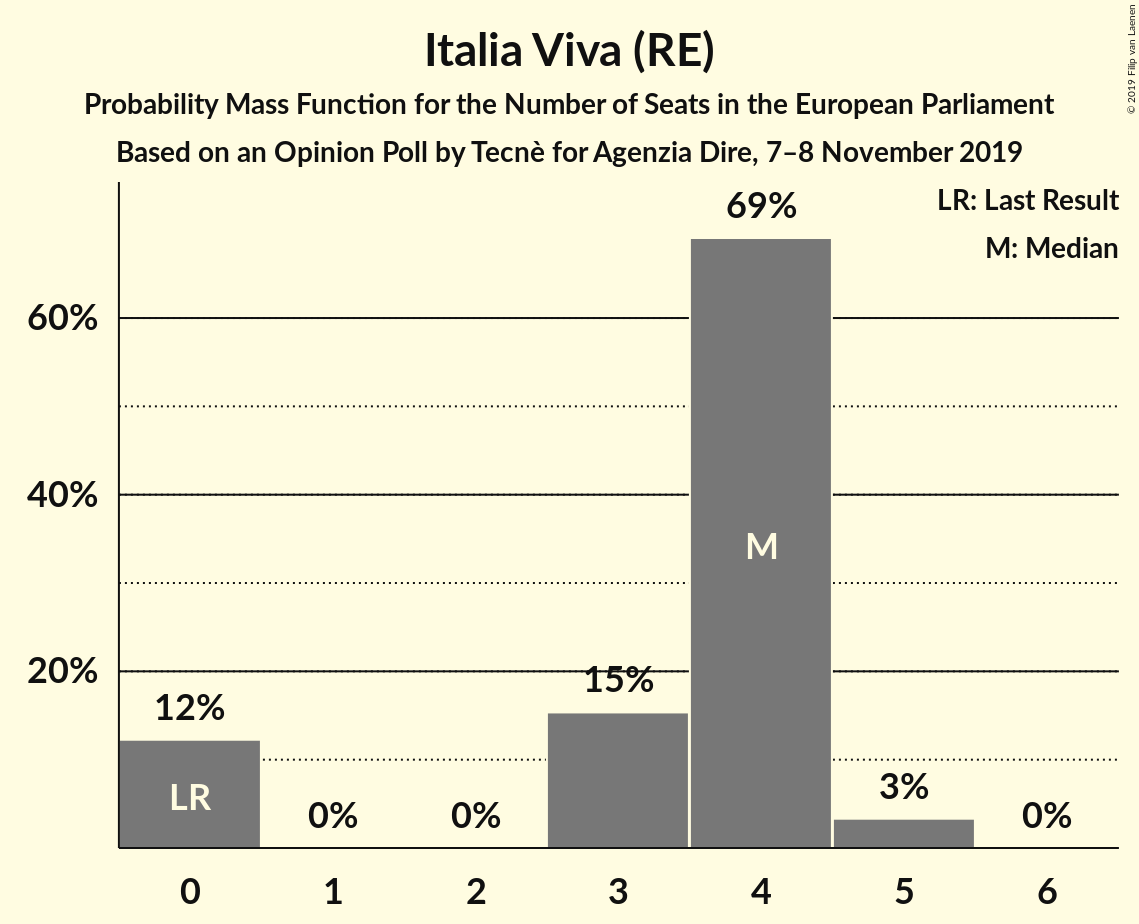 Italia Viva (RE)
Probability Mass Function for the Number of Seats in the European Parliament
Based on an Opinion Poll by Tecnè for Agenzia Dire, 7–8 November 2019
© 2019 Filip van Laenen
LR: Last Result
M: Median
69%
60%
40%
M
20%
15%
12%
LR
3%
0%
0%
0%
0 1 2 3 4 5 6